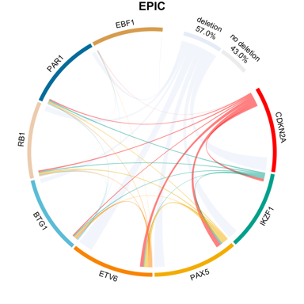 EPIC
EBF1
deletion
57.0%
no deletion
43.0%
PAR1
CDKN2A
RB1
IKZF1
BTG1
ETV6
PAX5